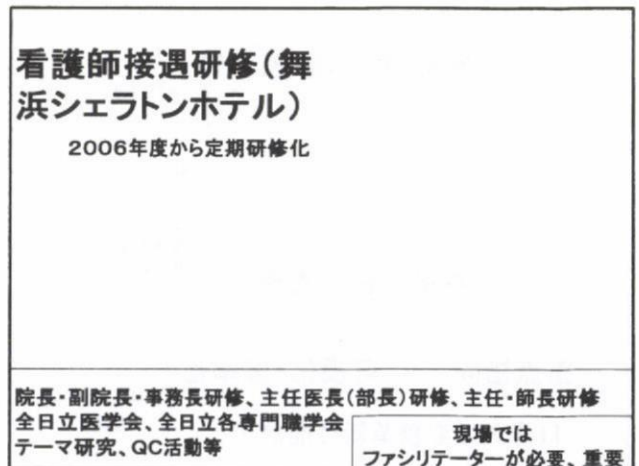 看護師接遇研修(舞
浜シェラトンホテル)
2006年度から定期研修化
院長・副院長・事務長研修、主任医長(部長)研修、主任・師長研修
全日立医学会、全日立各専門職学会
テーマ研究、QC活動等
現場では
ファシリテーターが必要、重要